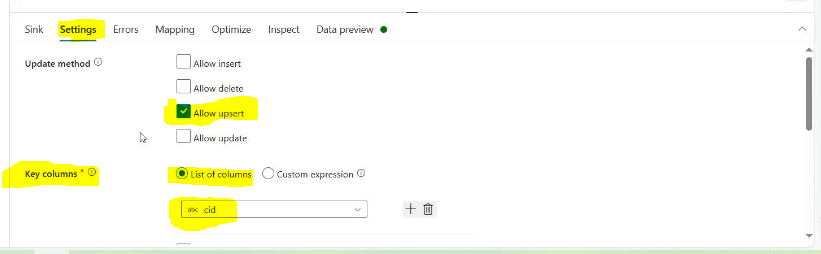 Sink Settings Errors Mapping Optimize Inspect Data preview
Update method
Allow insert
Allow delete
Allow upsert
Allow update
Key columns * List of columns Custom expression
abc cid